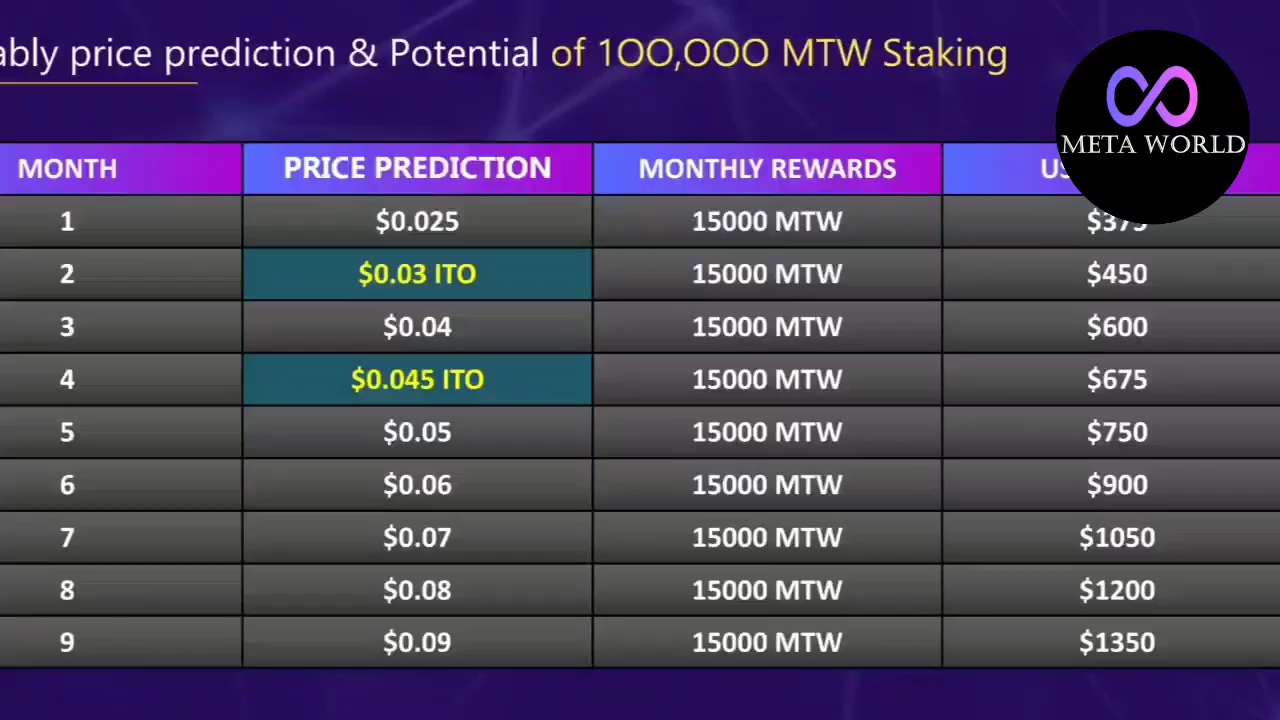 ably price prediction & Potential of 100,000 MTW Staking
META WORLD
MONTH PRICE PREDICTION MONTHLY REWARDS
1 $0.025 15000 MTW $375
2 $0.03 ITO 15000 MTW $450
3 $0.04 15000 MTW $600
4 $0.045 ITO 15000 MTW $675
5 $0.05 15000 MTW $750
6 $0.06 15000 MTW $900
7 $0.07 15000 MTW $1050
8 $0.08 15000 MTW $1200
9 $0.09 15000 MTW $1350